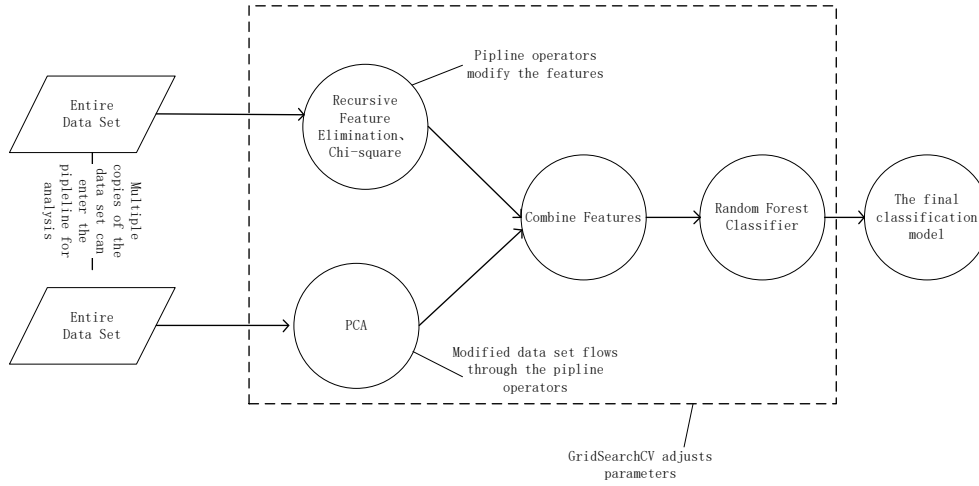 Pipline operators
modify the features
Entire
Data Set
Recursive
Feature
Elimination、
Chi-square
Multiple
copies of the
data set can
enter the
pipleline for
analysis
Combine Features
Random Forest
Classifier
The final
classification
model
Entire
Data Set
PCA
Modified data set flows
through the pipline
operators
GridSearchCV adjusts
parameters